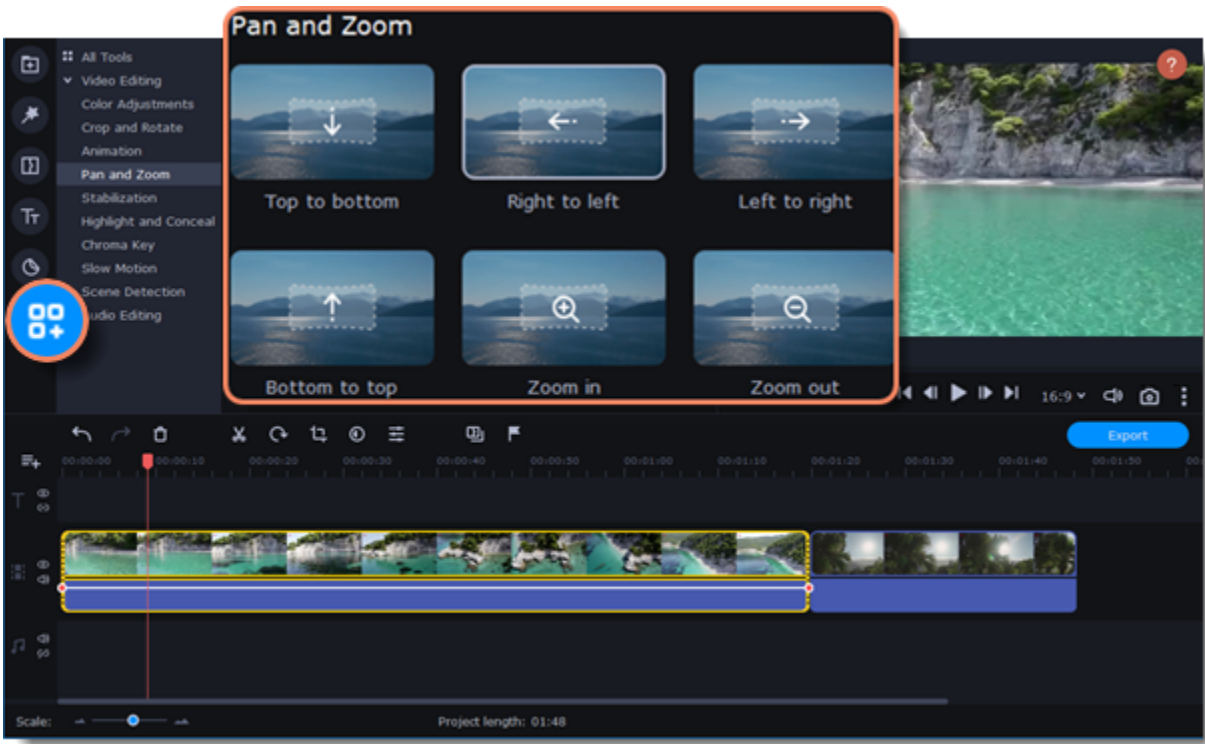 Pan and Zoom
All Tools
Video Editing
Color Adjustments
Crop and Rotate
Animation
Pan and Zoom
Stabilization
Highlight and Conceal
Chroma Key
Slow Motion
Scene Detection
udio Editing
Top to bottom
Right to left
Left to right
Bottom to top
Zoom in
Zoom out
?
16:9
Export
00:00:00 00:00:10 00:00:20 00:00:30 00:00:40 00:00:50 00:01:00 00:01:10 00:01:20 00:01:30 00:01:40 00:01:50 00:
Scale:
Project length: 01:48